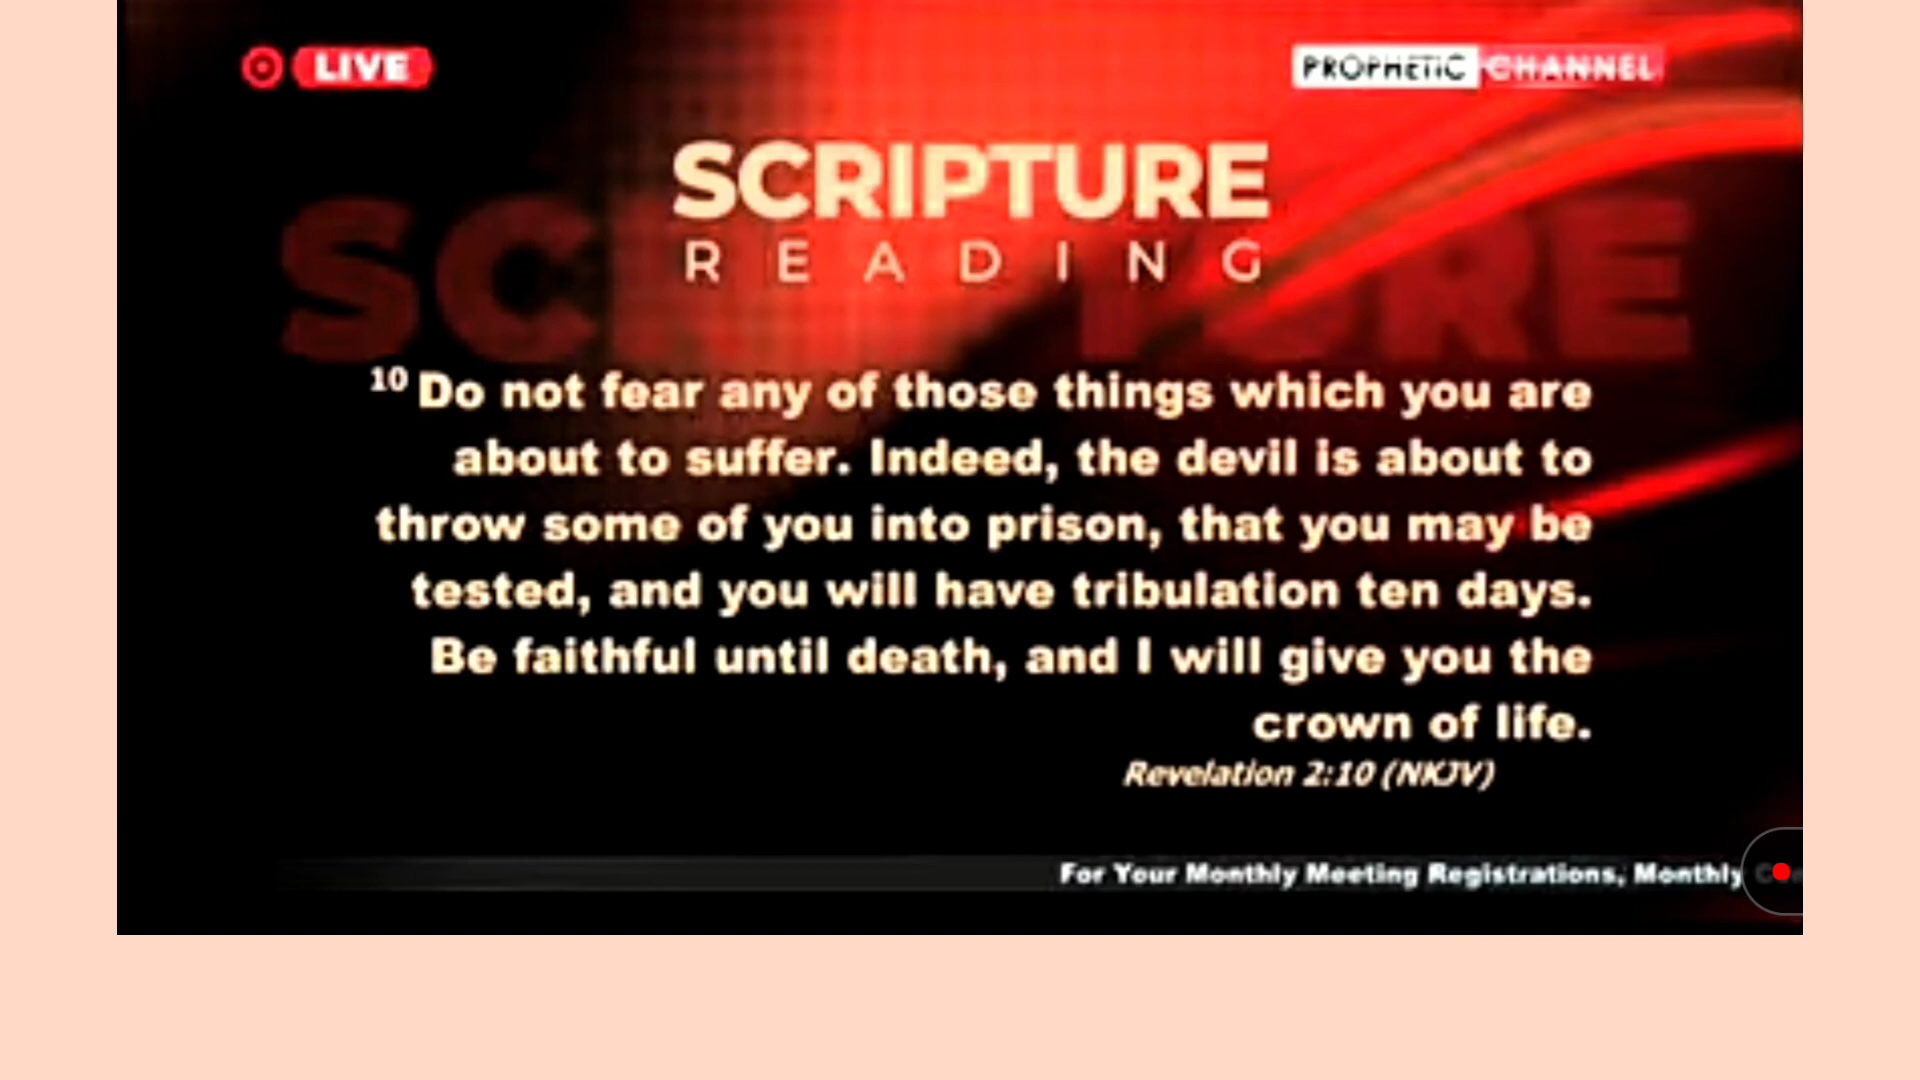 LIVE
PROPHETIC CHANNEL
SCRIPTURE
READING
10 Do not fear any of those things which you are
about to suffer. Indeed, the devil is about to
throw some of you into prison, that you may be
tested, and you will have tribulation ten days.
Be faithful until death, and I will give you the
crown of life.
Revelation 2:10 (NKJV)
For Your Monthly Meeting Registrations, Monthly